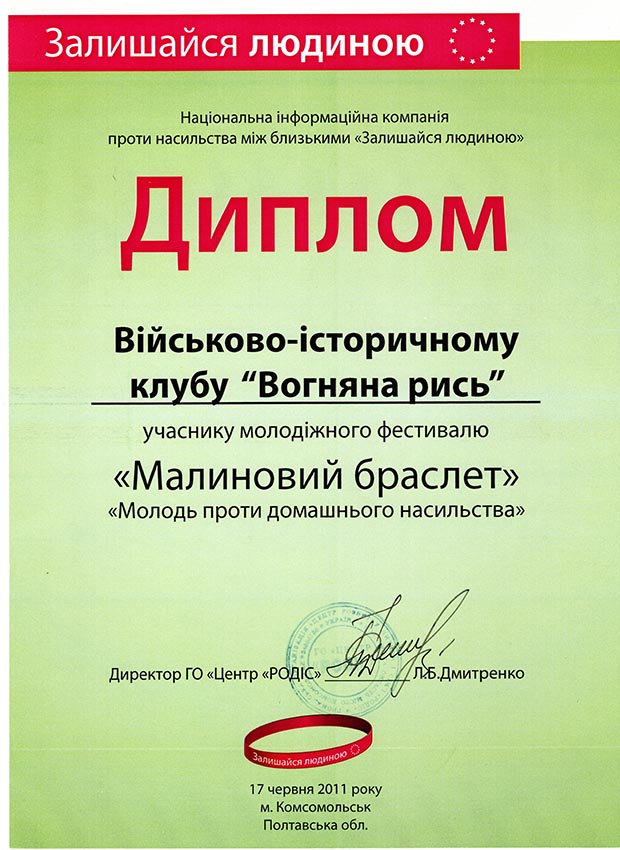 Залишайся людиною
Національна інформаційна компанія
проти насильства між близькими «Залишайся людиною»
Диплом
Військово-історичному
клубу “Вогняна рись”
учаснику молодіжного фестивалю
«Малиновий браслет»
«Молодь проти домашнього насильства»
Директор ГО «Центр «РОДІС» Л.Б.Дмитренко
Залишайся людиною
17 червня 2011 року
м. Комсомольськ
Полтавська обл.